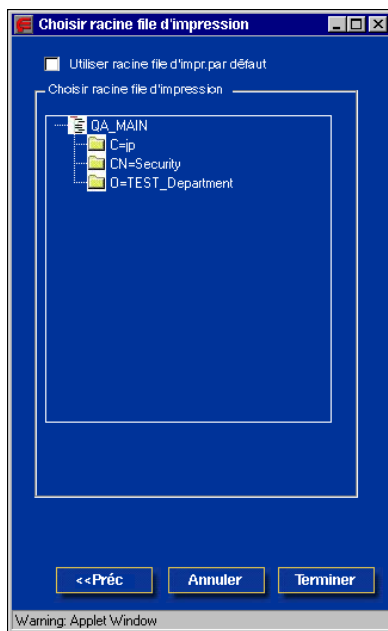 Choisir racine file d'impression
Utiliser racine file d'impr.par défaut
Choisir racine file d'impression
QA_MAIN
C=jp
CN=Security
O=TEST_Department
<<Préc
Annuler
Terminer
Warning: Applet Window